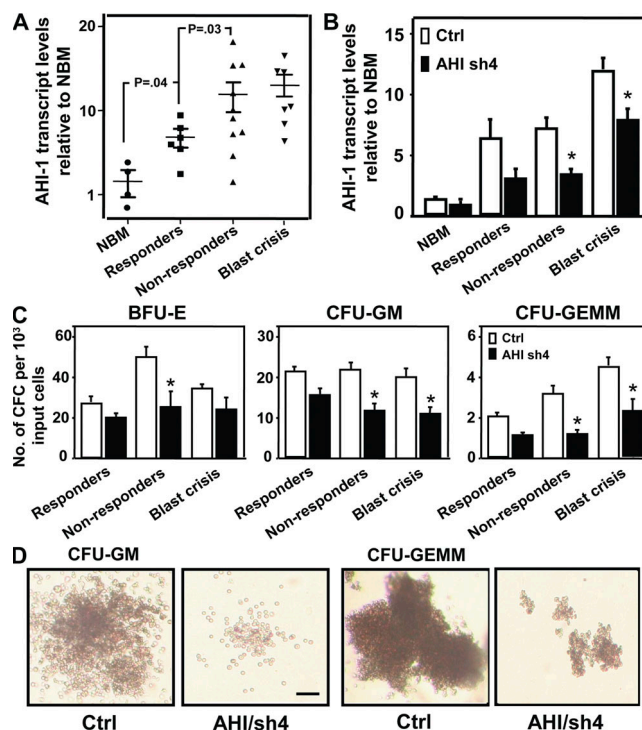 A
AHI-1 transcript levels
relative to NBM
20
10
1
P=.04
P=.03
NBM
Responders
Non-responders
Blast crisis
B
AHI-1 transcript levels
relative to NBM
15
10
5
0
Ctrl
AHI sh4
*
*
NBM
Responders
Non-responders
Blast crisis
C
No. of CFC per 10³
input cells
BFU-E
60
40
20
0
*
Responders
Non-responders
Blast crisis
CFU-GM
30
20
10
0
*
*
Responders
Non-responders
Blast crisis
CFU-GEMM
6
4
2
0
Ctrl
AHI sh4
*
*
Responders
Non-responders
Blast crisis
D
CFU-GM
CFU-GEMM
Ctrl
AHI/sh4
Ctrl
AHI/sh4